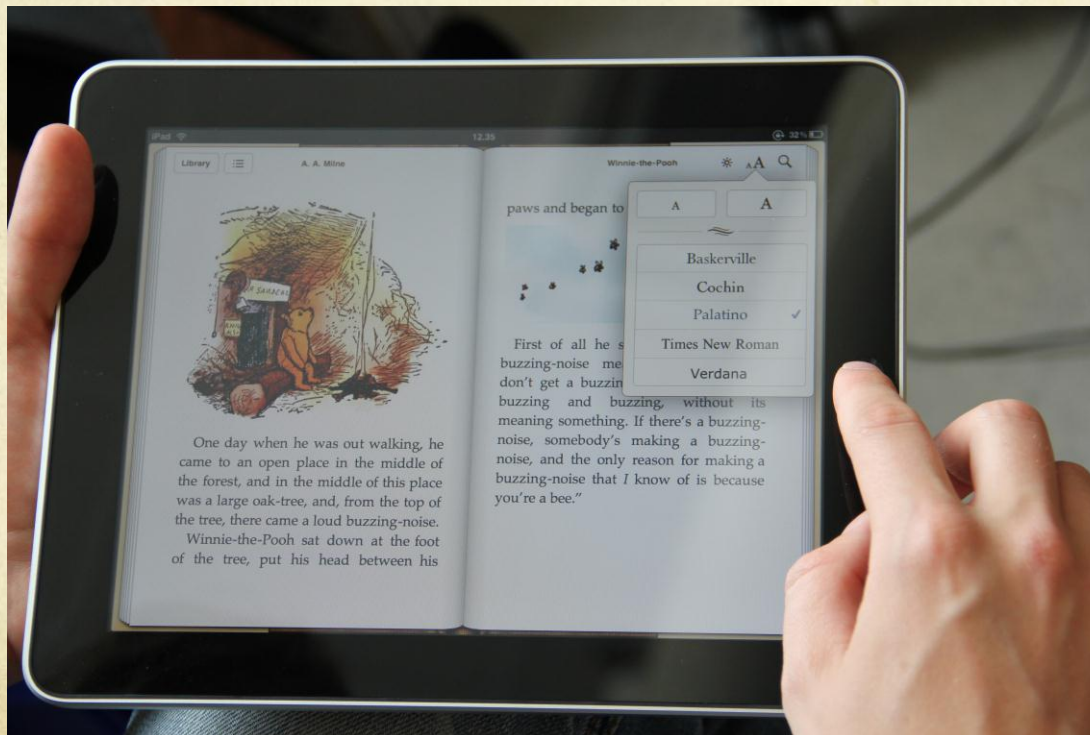 iPad 12.35 32%
Library A. A. Milne Winnie-the-Pooh AA
One day when he was out walking, he
came to an open place in the middle of
the forest, and in the middle of this place
was a large oak-tree, and, from the top of
the tree, there came a loud buzzing-noise.
Winnie-the-Pooh sat down at the foot
of the tree, put his head between his
paws and began to
First of all he s
buzzing-noise me
don't get a buzzin
buzzing and buzzing, without its
meaning something. If there's a buzzing-
noise, somebody's making a buzzing-
noise, and the only reason for making a
buzzing-noise that I know of is because
you're a bee."
A A
Baskerville
Cochin
Palatino
Times New Roman
Verdana